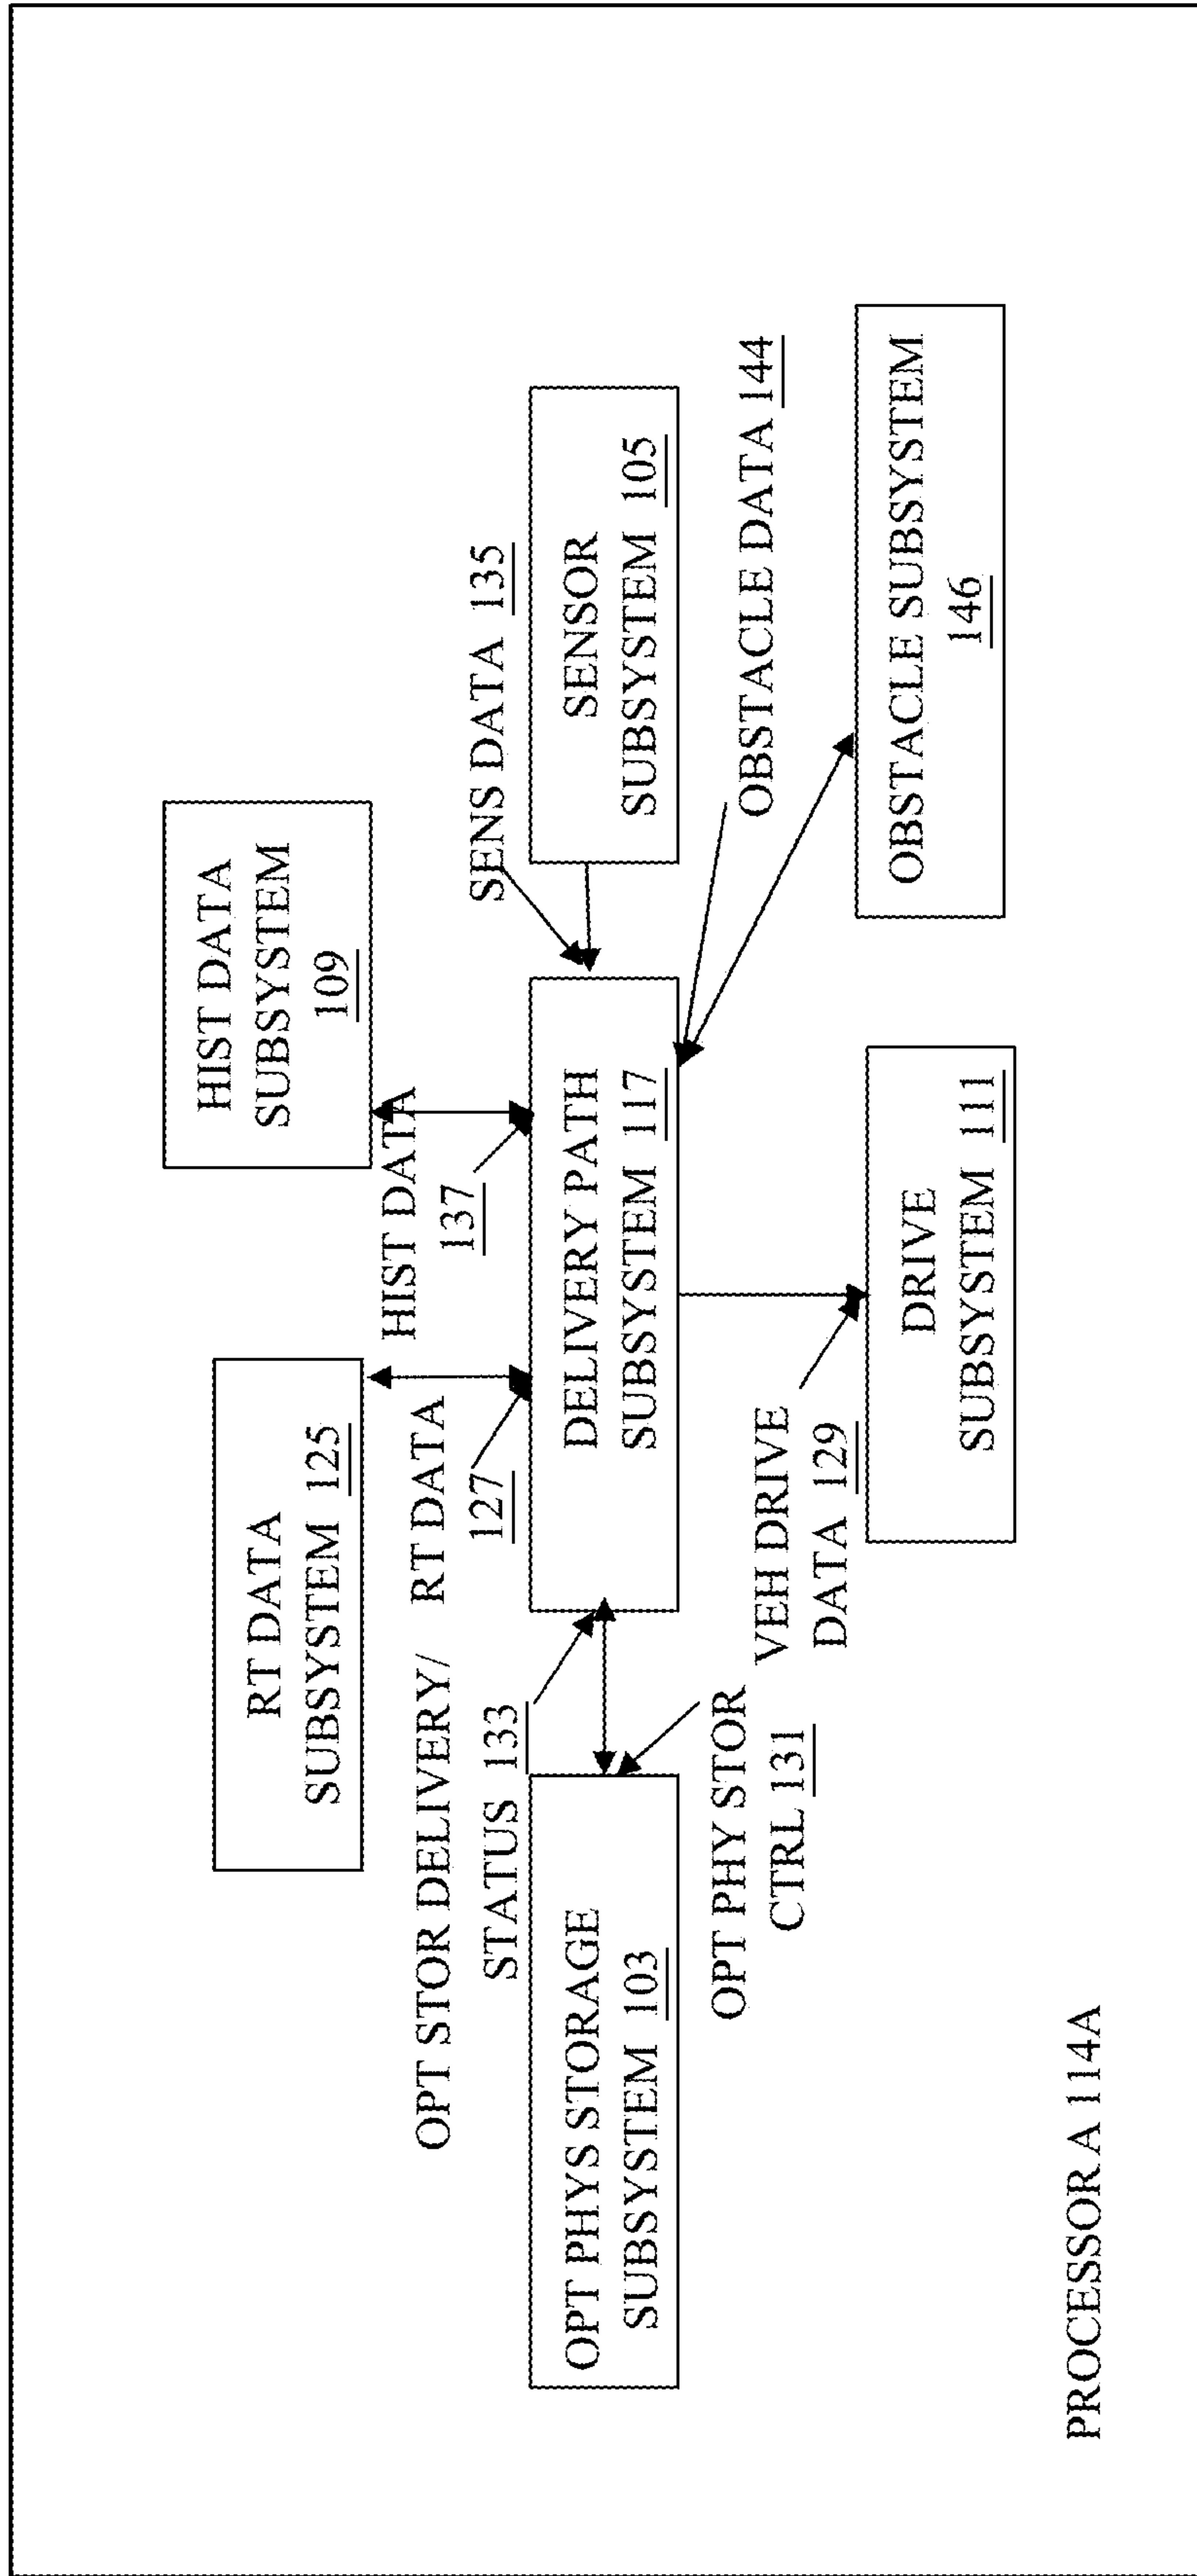 RT DATA
SUBSYSTEM 125
HIST DATA
SUBSYSTEM
109
OPT STOR DELIVERY/
STATUS 133
RT DATA
127
HIST DATA
137
SENS DATA 135
OPT PHYS STORAGE
SUBSYSTEM 103
DELIVERY PATH
SUBSYSTEM 117
SENSOR
SUBSYSTEM 105
OPT PHY STOR
CTRL 131
VEH DRIVE
DATA 129
OBSTACLE DATA 144
DRIVE
SUBSYSTEM 111
OBSTACLE SUBSYSTEM
146
PROCESSOR A 114A